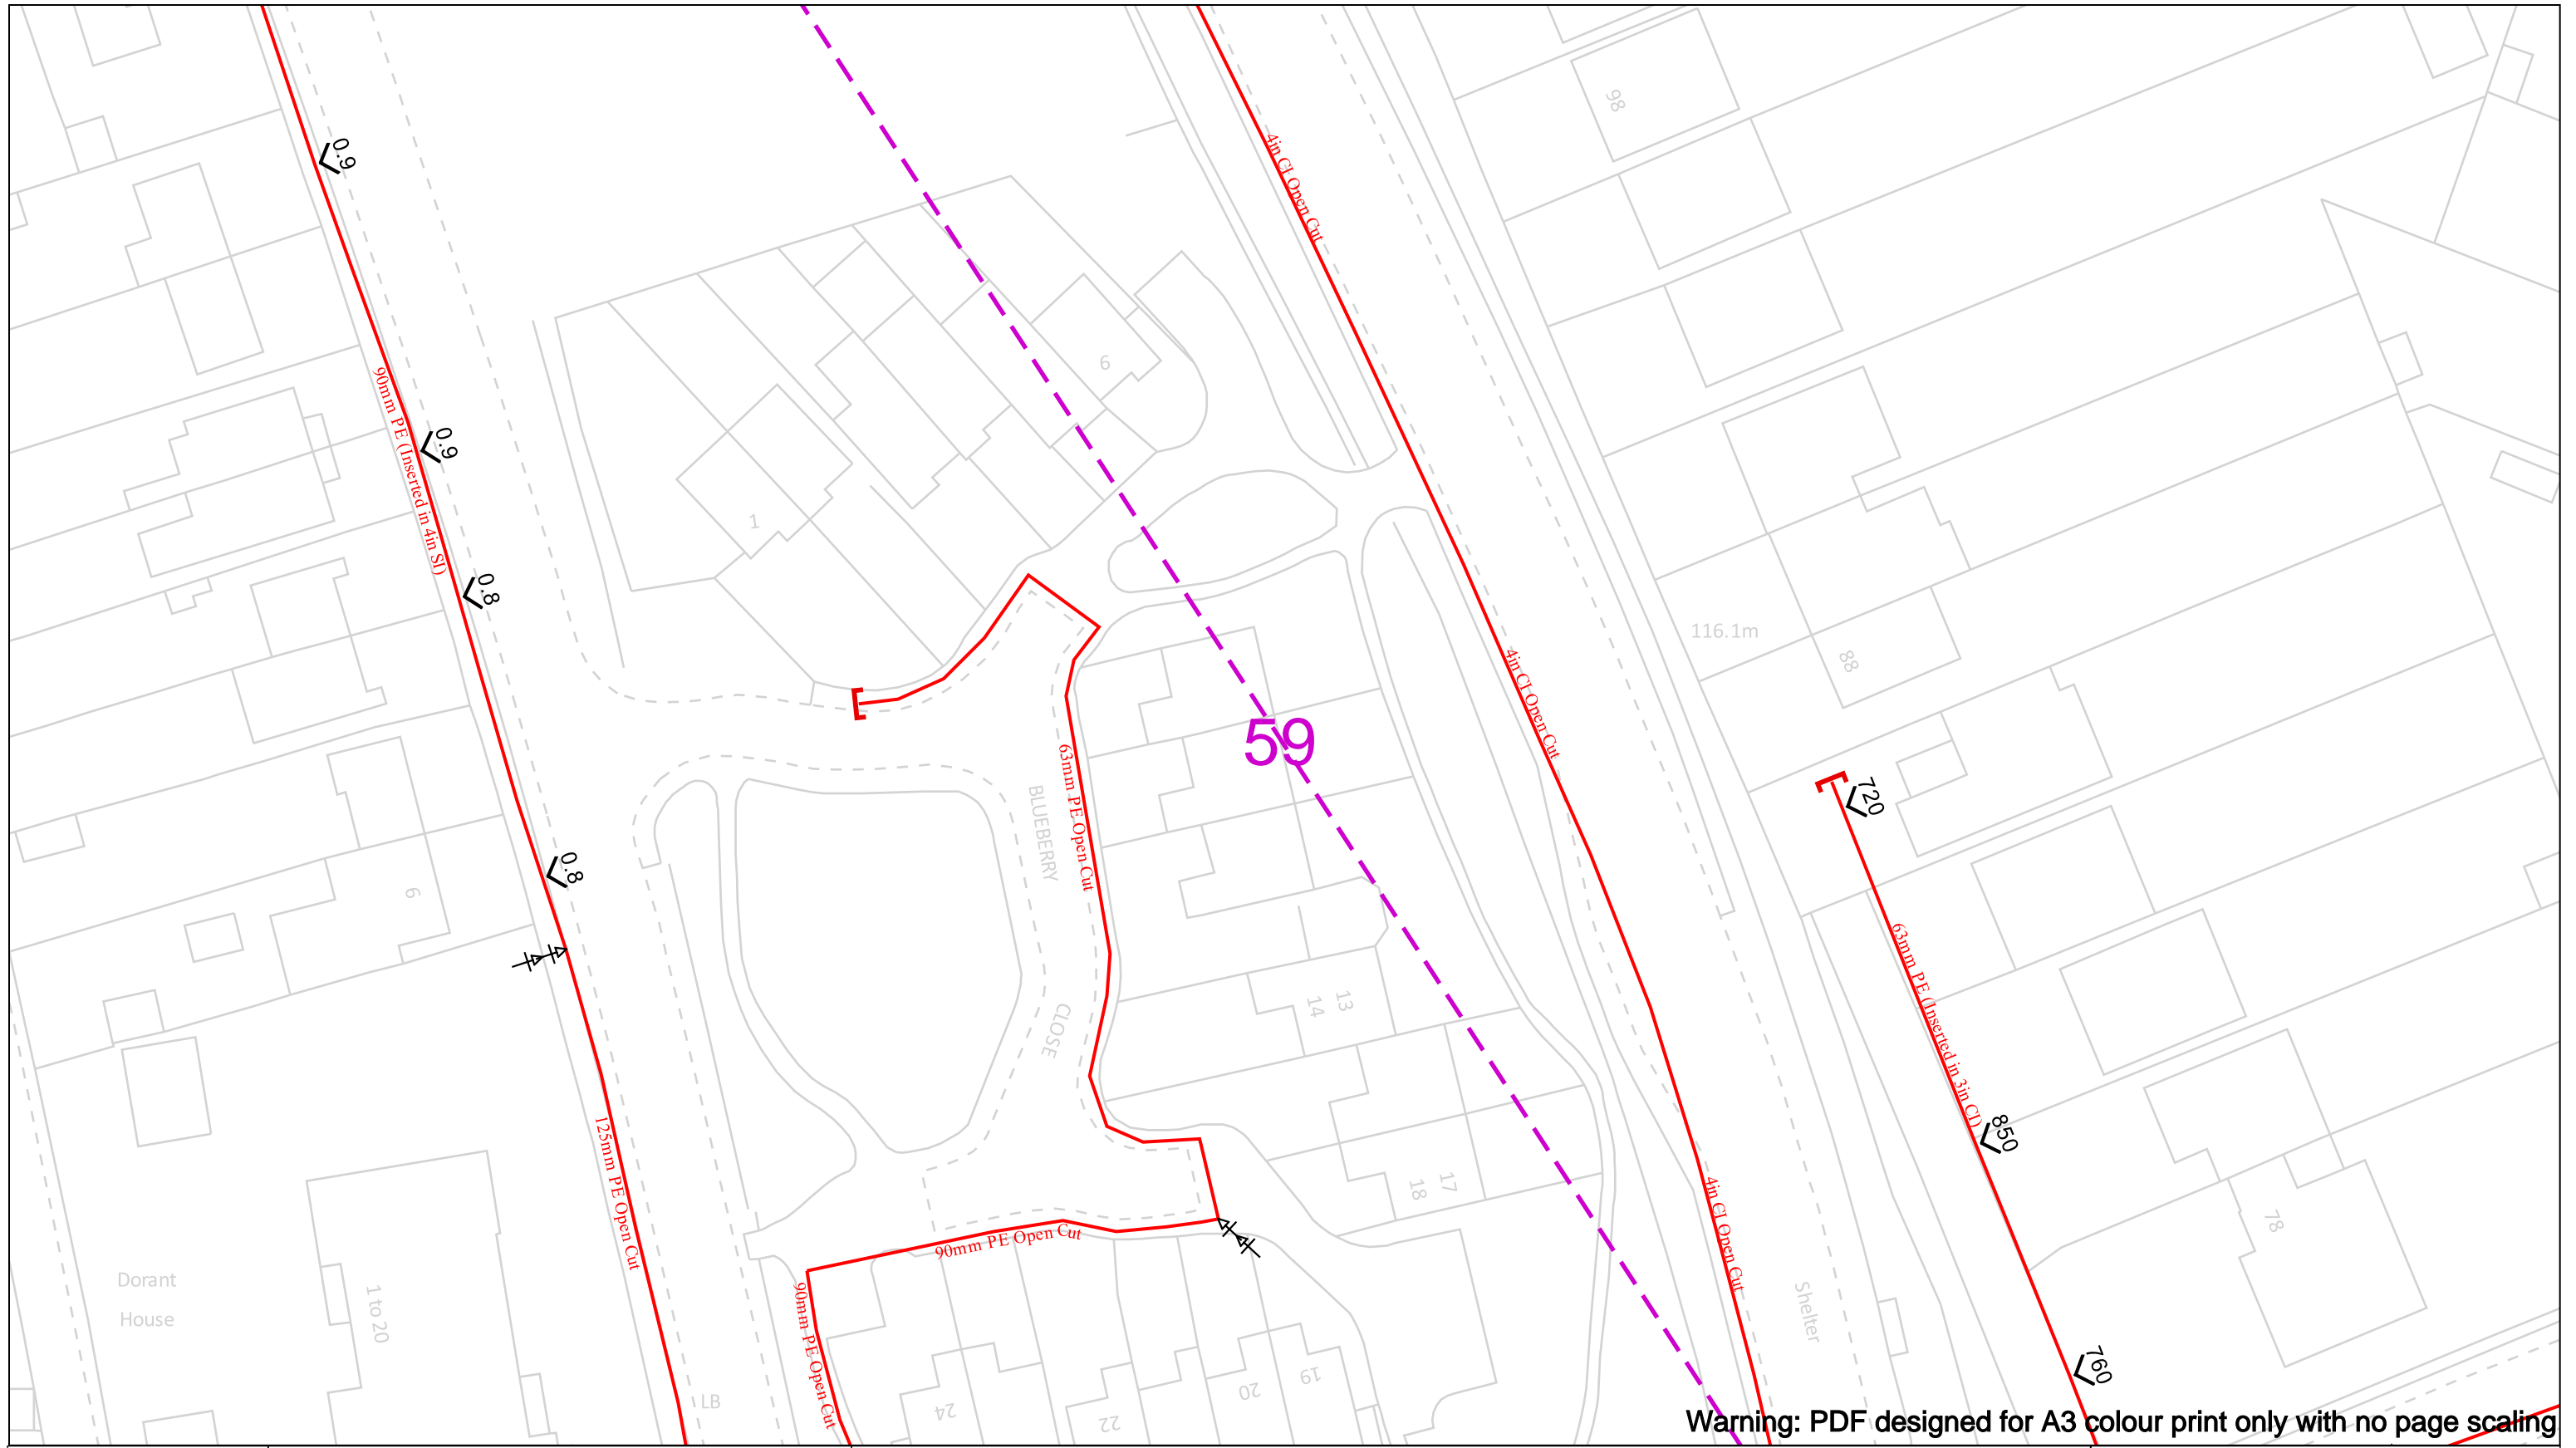 98
0.9
4in CI Open Cut
0.9
90mm PE (Inserted in 4in SI)
6
1
0.8
116.1m
88
4in CI Open Cut
59
63mm PE Open Cut
BLUEBERRY
720
0.8
6
63mm PE (Inserted in 3in CI)
CLOSE
13
14
850
125mm PE Open Cut
17
18
78
4in CI Open Cut
90mm PE Open Cut
Dorant
House
1 to 20
90mm PE Open Cut
Shelter
760
19
20
22
24
LB
Warning: PDF designed for A3 colour print only with no page scaling